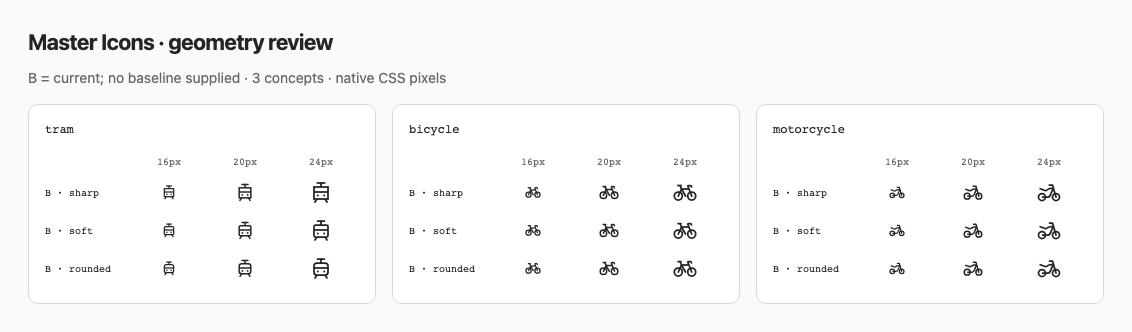 Master Icons · geometry review
B = current; no baseline supplied · 3 concepts · native CSS pixels
tram
16px 20px 24px
B · sharp
B · soft
B · rounded
bicycle
16px 20px 24px
B · sharp
B · soft
B · rounded
motorcycle
16px 20px 24px
B · sharp
B · soft
B · rounded